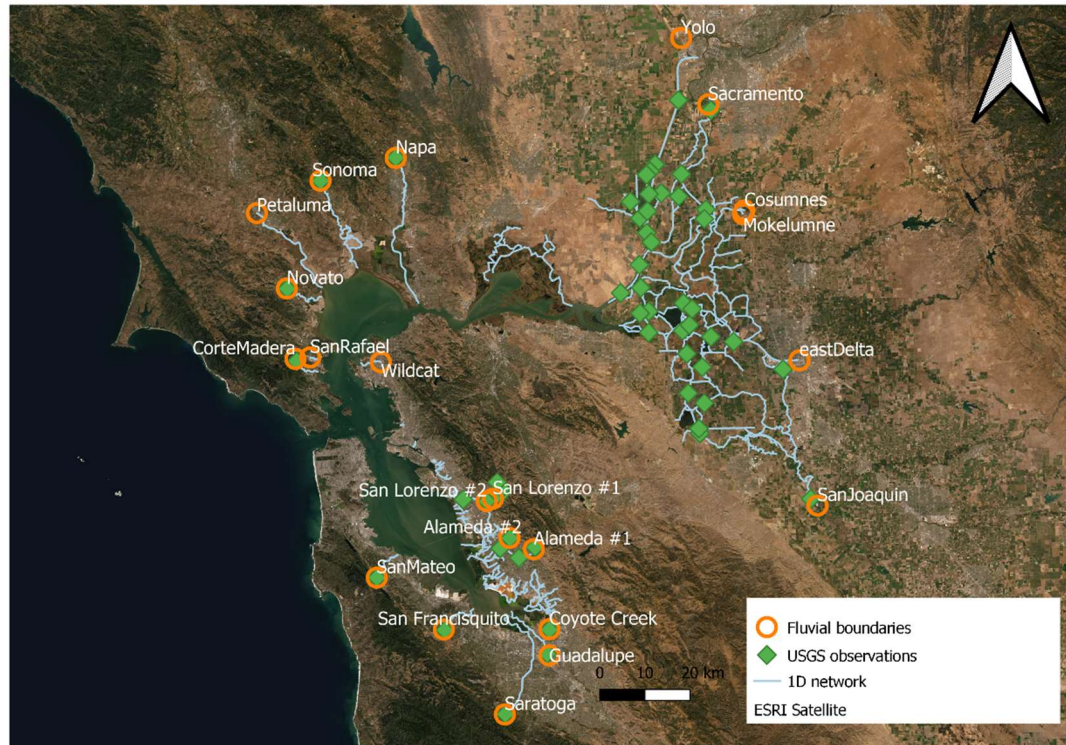 Yolo
Sacramento
Napa
Sonoma
Petaluma
Cosumnes
Mokelumne
Novato
CorteMadera
SanRafael
Wildcat
eastDelta
San Lorenzo #2
San Lorenzo #1
SanJoaquin
Alameda #2
Alameda #1
SanMateo
San Francisquito
Coyote Creek
Guadalupe
Saratoga
0 10 20 km
Fluvial boundaries
USGS observations
1D network
ESRI Satellite